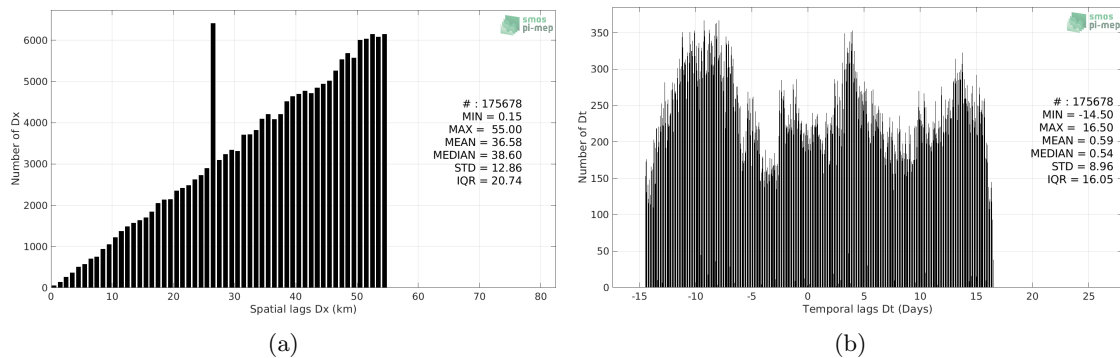 smos
pi-mep
Number of Dx
6000
5000
4000
3000
2000
1000
0
# : 175678
MIN = 0.15
MAX = 55.00
MEAN = 36.58
MEDIAN = 38.60
STD = 12.86
IQR = 20.74
0 10 20 30 40 50 60 70 80
Spatial lags Dx (km)
(a)
smos
pi-mep
Number of Dt
350
300
250
200
150
100
50
0
# : 175678
MIN = -14.50
MAX = 16.50
MEAN = 0.59
MEDIAN = 0.54
STD = 8.96
IQR = 16.05
-15 -10 -5 0 5 10 15 20 25
Temporal lags Dt (Days)
(b)